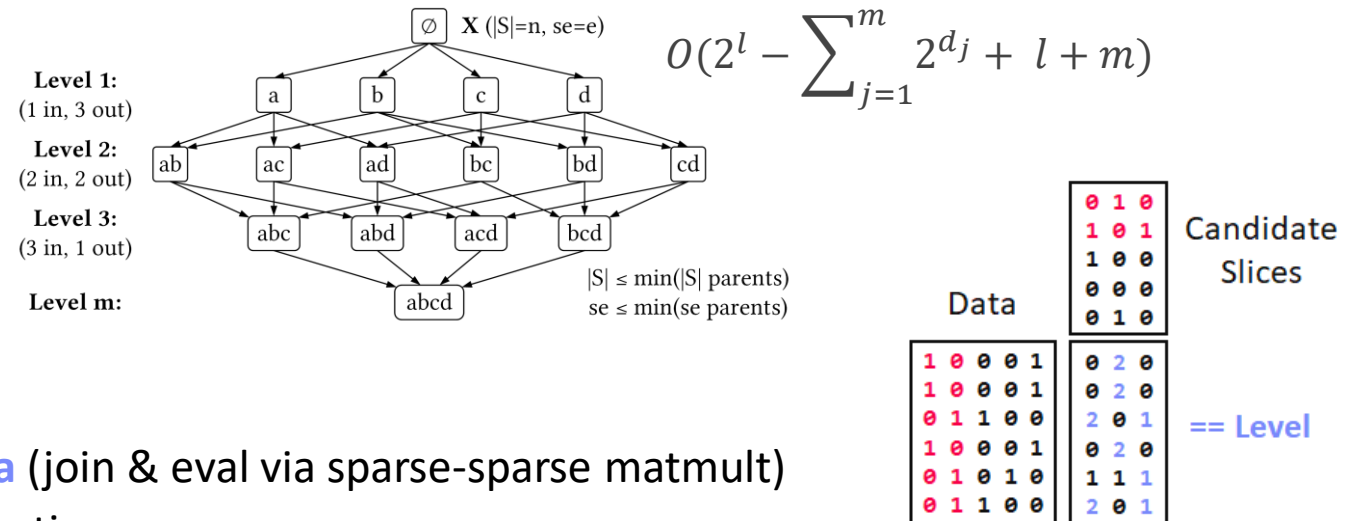 ∅ X (|S|=n, se=e)
O(2^l − ∑_{j=1}^{m} 2^{d_j} + l + m)
Level 1:
(1 in, 3 out)
a b c d
Level 2:
(2 in, 2 out)
ab ac ad bc bd cd
Level 3:
(3 in, 1 out)
abc abd acd bcd
Level m:
abcd
|S| ≤ min(|S| parents)
se ≤ min(se parents)
0 1 0
1 0 1
1 0 0
0 0 0
0 1 0
Candidate
Slices
Data
1 0 0 0 1
1 0 0 0 1
0 1 1 0 0
1 0 0 0 1
0 1 0 1 0
0 1 1 0 0
0 2 0
0 2 0
2 0 1
0 2 0
1 1 1
2 0 1
== Level
a (join & eval via sparse-sparse matmult)